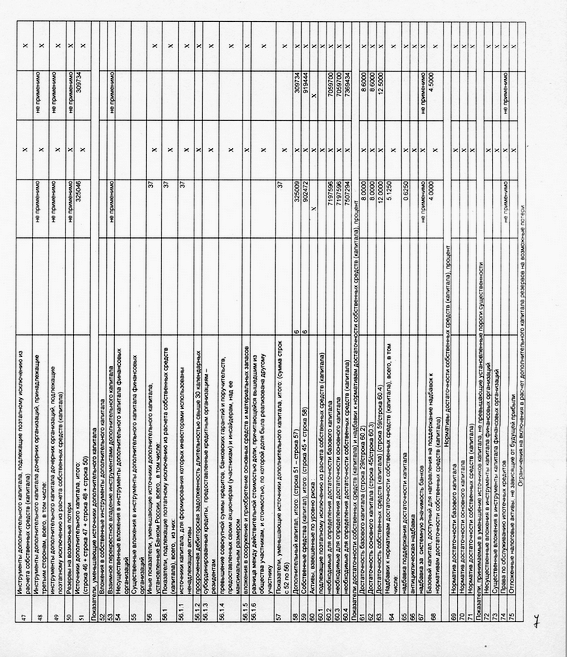 47 Инструменты дополнительного капитала, подлежащие поэтапному исключению из
расчета собственных средств (капитала) X X
48 Инструменты дополнительного капитала дочерних организаций, принадлежащие
третьим сторонам, всего, в том числе: не применимо X не применимо X
49 инструменты дополнительного капитала дочерних организаций, подлежащие
поэтапному исключению из расчета собственных средств (капитала) не применимо X не применимо X
50 Резервы на возможные потери не применимо X не применимо X
51 Источники дополнительного капитала, итого
(строка 46 + строка 47 + строка 48 + строка 50) 325046 X 309734 X
Показатели, уменьшающие источники дополнительного капитала
52 Вложения в собственные инструменты дополнительного капитала
53 Взаимное перекрестное владение инструментами дополнительного капитала не применимо не применимо
54 Несущественные вложения в инструменты дополнительного капитала финансовых
организаций
55 Существенные вложения в инструменты дополнительного капитала финансовых
организаций
56 Иные показатели, уменьшающие источники дополнительного капитала,
всего, в том числе: 37 X X
56.1 Показатели, подлежащие поэтапному исключению из расчета собственных средств
(капитала), всего, из них: 37 X X
56.1.1 источники капитала, для формирования которых инвесторами использованы
ненадлежащие активы 37 X X
56.1.2 просроченная дебиторская задолженность длительностью свыше 30 календарных X X
56.1.3 субординированные кредиты, предоставленные кредитным организациям – X X
56.1.4 превышение совокупной суммы кредитов, банковских гарантий и поручительств,
предоставленных своим акционерам (участникам) и инсайдерам, над ее
максимальным размером X X
56.1.5 вложения в сооружение и приобретение основных средств и материальных запасов X X
56.1.6 разница между действительной стоимостью доли, причитающейся вышедшим из
общества участникам, и стоимостью, по которой доля была реализована другому
участнику X X
57 Показатели, уменьшающие источники дополнительного капитала, итого: (сумма строк
с 52 по 56) 37 X X
58 Дополнительный капитал, итого: (строка 51 – строка 57) 6 325009 X 309734 X
59 Собственные средства (капитал), итого: (строка 45 + строка 58) 6 902472 X 919444 X
60 Активы, взвешенные по уровню риска: X X X X
60.1 подлежащие поэтапному исключению из расчета собственных средств (капитала) X X
60.2 необходимые для определения достаточности базового капитала 7197596 X 7059700 X
60.3 необходимые для определения достаточности основного капитала 7197596 X 7059700 X
60.4 необходимые для определения достаточности собственных средств (капитала) 7507294 X 7369434 X
Показатели достаточности собственных средств (капитала) и надбавки к нормативам достаточности собственных средств (капитала), процент
61 Достаточность базового капитала (строка 29/строка 60.2) 8.0000 X 8.6000 X
62 Достаточность основного капитала (строка 45/строка 60.3) 8.0000 X 8.6000 X
63 Достаточность собственных средств (капитала) (строка 59/строка 60.4) 12.0000 X 12.5000 X
64 Надбавки к нормативам достаточности собственных средств (капитала), всего, в том
числе: 5.1250 X X
65 надбавка поддержания достаточности капитала 0.6250 X X
66 антициклическая надбавка X X
67 надбавка за системную значимость банков не применимо X не применимо X
68 Базовый капитал, доступный для направления на поддержание надбавок к
нормативам достаточности собственных средств (капитала) 4.0000 X 4.5000 X
Нормативы достаточности собственных средств (капитала), процент
69 Норматив достаточности базового капитала X X
70 Норматив достаточности основного капитала X X
71 Норматив достаточности собственных средств (капитала) X X
Показатели, принимаемые в уменьшение источников капитала, не превышающие установленные пороги существенности
72 Несущественные вложения в инструменты капитала финансовых организаций X X
73 Существенные вложения в инструменты капитала финансовых организаций X X
74 Права по обслуживанию ипотечных кредитов не применимо X не применимо X
75 Отложенные налоговые активы, не зависящие от будущей прибыли X X
Ограничения на включения в расчет дополнительного капитала резервов на возможные потери